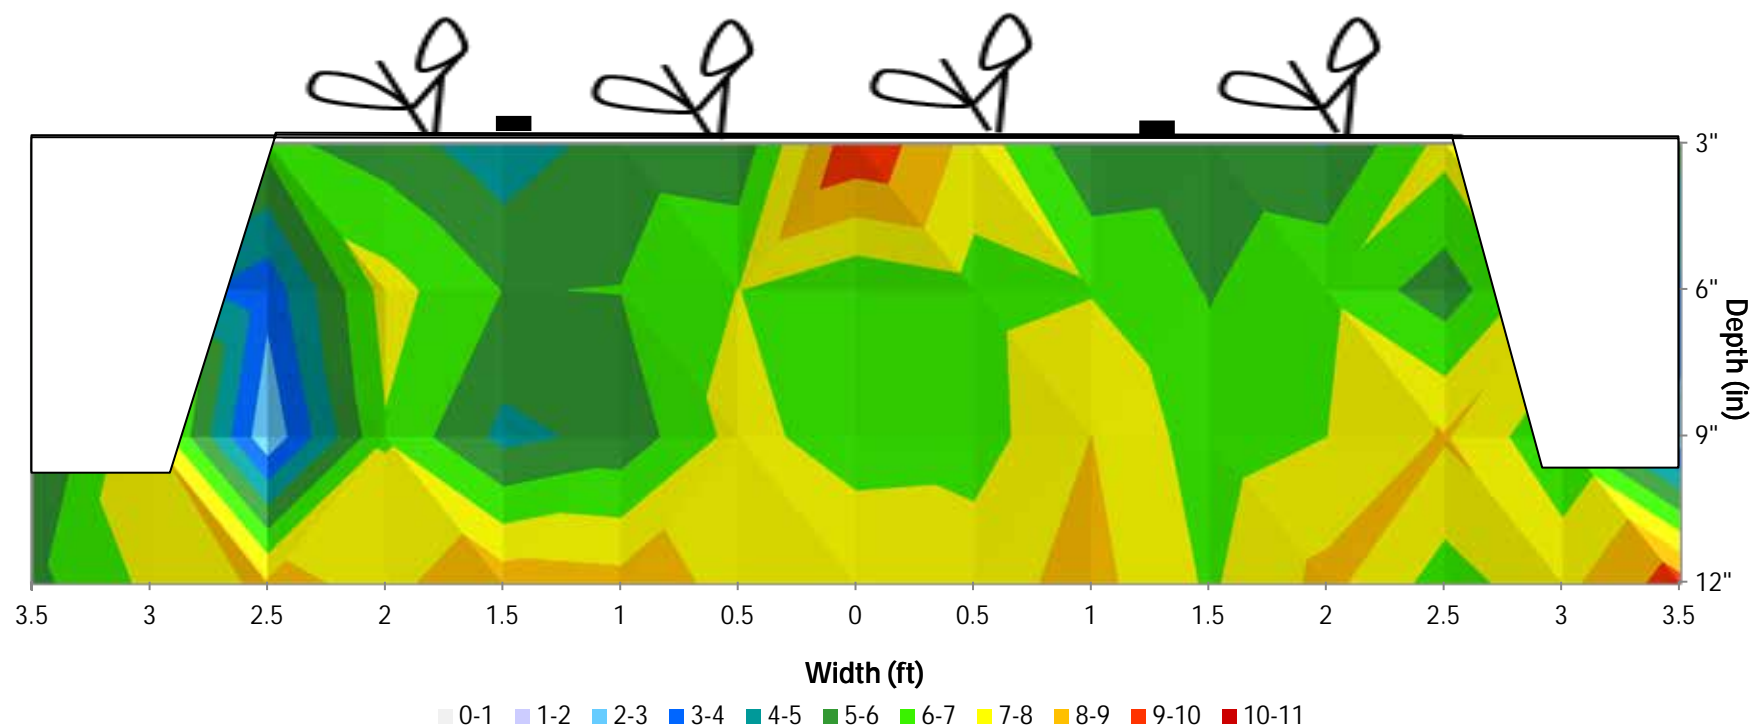 3"
6"
9"
12"
Depth (in)
3.5 3 2.5 2 1.5 1 0.5 0 0.5 1 1.5 2 2.5 3 3.5
Width (ft)
0-1 1-2 2-3 3-4 4-5 5-6 6-7 7-8 8-9 9-10 10-11